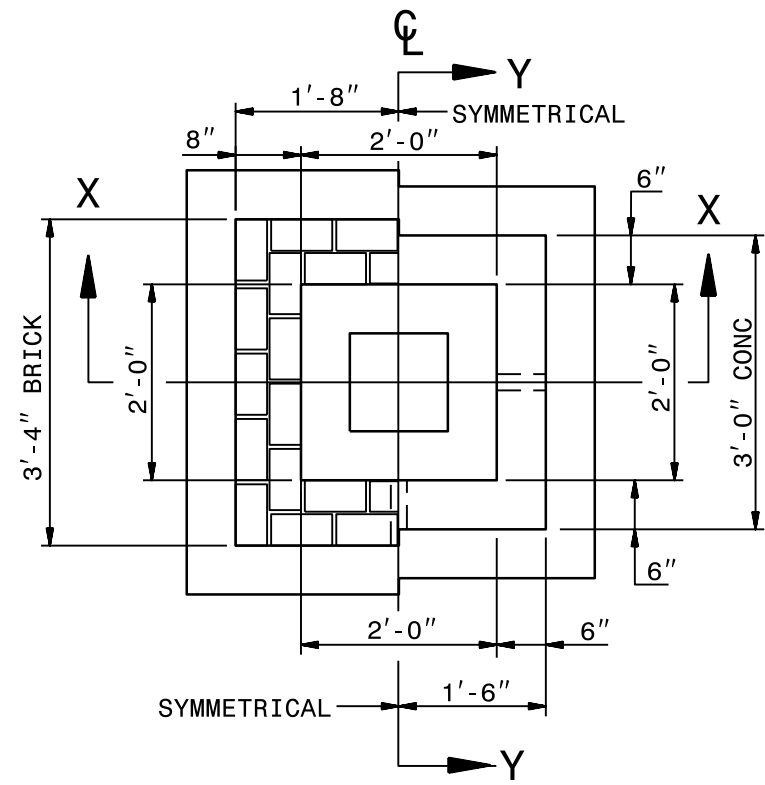 ℄
Y
1'-8"
SYMMETRICAL
8"
2'-0"
6"
X
X
3'-4" BRICK
2'-0"
2'-0"
3'-0" CONC
6"
2'-0"
6"
1'-6"
SYMMETRICAL
Y